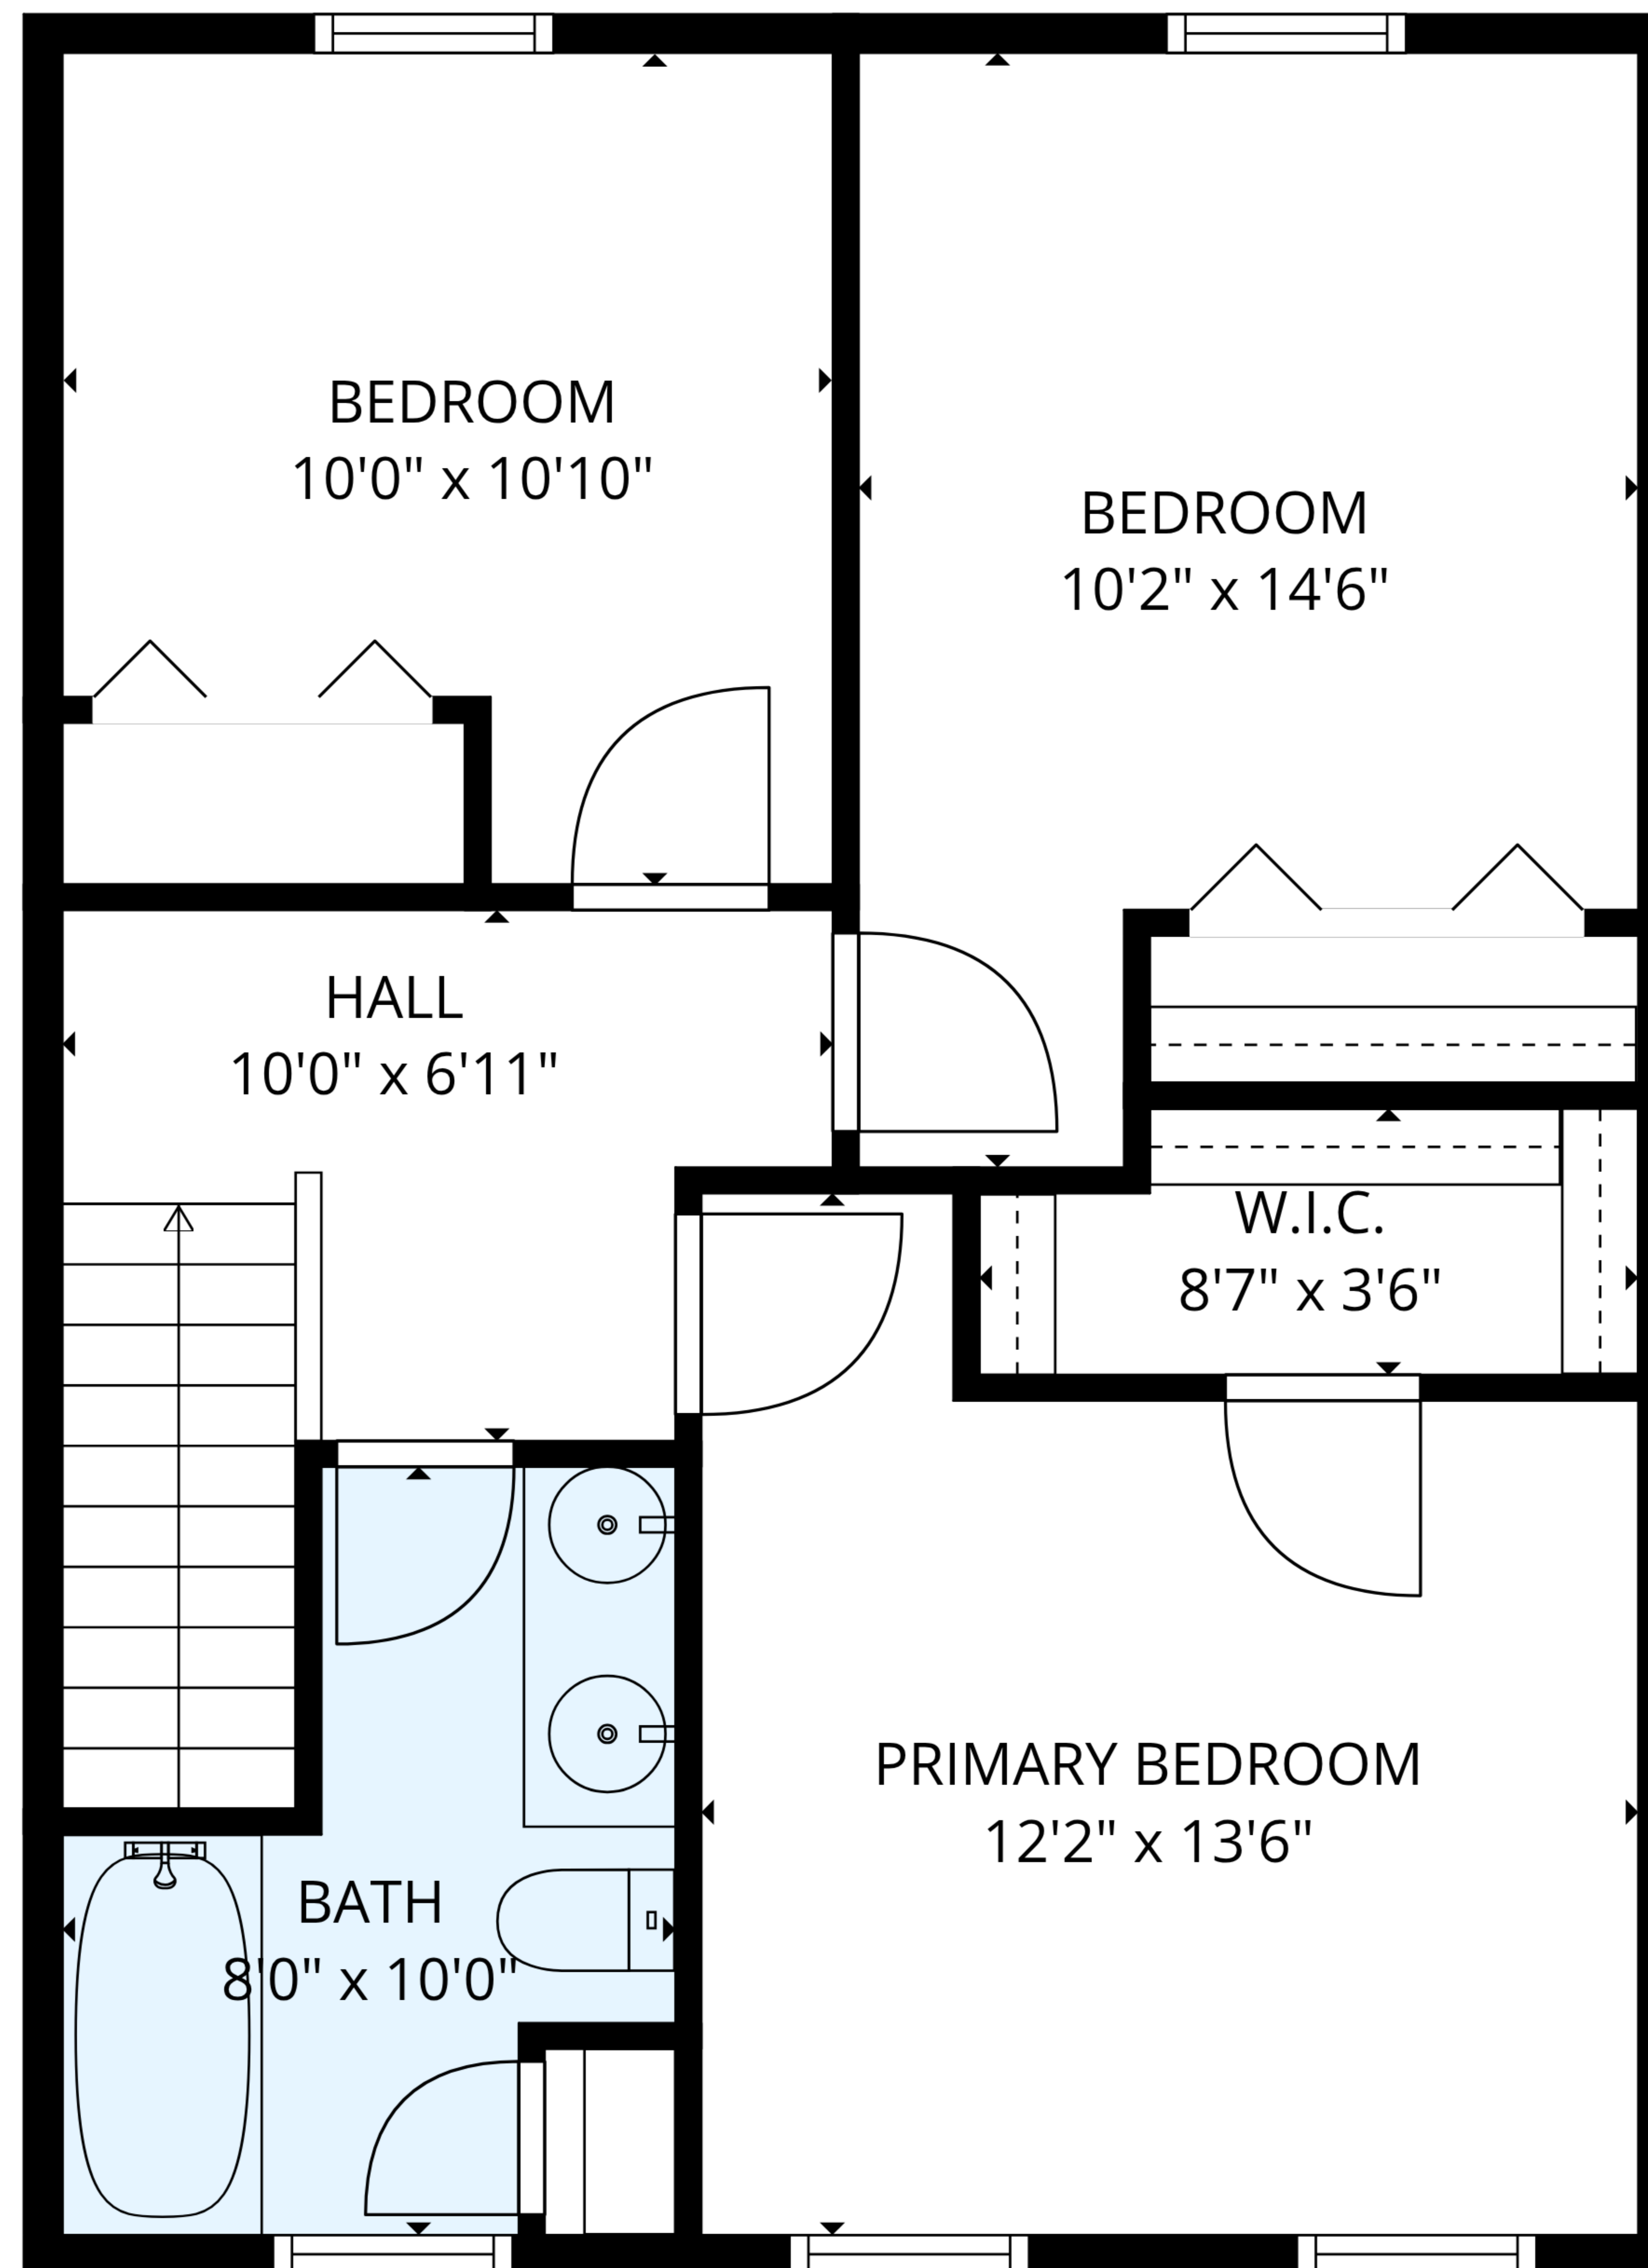 BEDROOM
10'0" x 10'10"
BEDROOM
10'2" x 14'6"
HALL
10'0" x 6'11"
W.I.C.
8'7" x 3'6"
PRIMARY BEDROOM
12'2" x 13'6"
BATH
8'0" x 10'0"